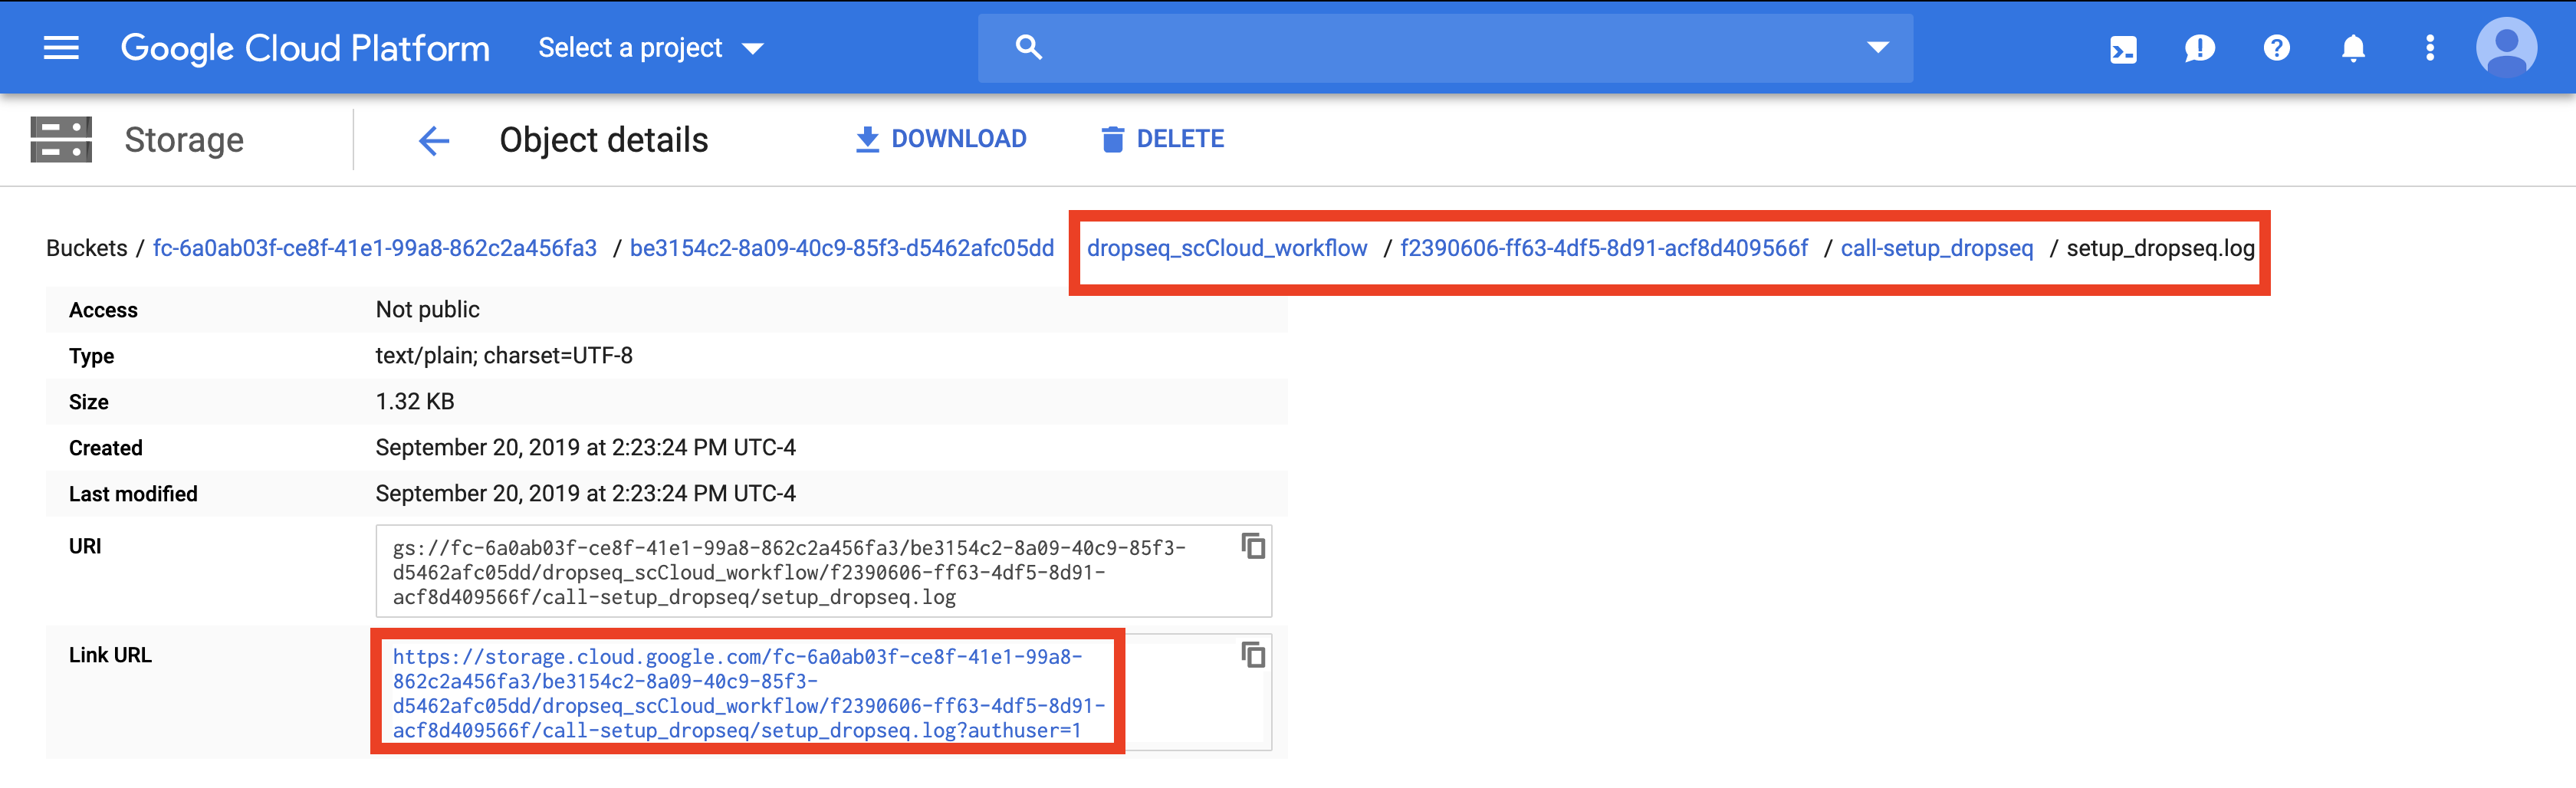 Google Cloud Platform Select a project
Storage Object details DOWNLOAD DELETE
Buckets / fc-6a0ab03f-ce8f-41e1-99a8-862c2a456fa3 / be3154c2-8a09-40c9-85f3-d5462afc05dd dropseq_scCloud_workflow / f2390606-ff63-4df5-8d91-acf8d409566f / call-setup_dropseq / setup_dropseq.log
Access Not public
Type text/plain; charset=UTF-8
Size 1.32 KB
Created September 20, 2019 at 2:23:24 PM UTC-4
Last modified September 20, 2019 at 2:23:24 PM UTC-4
URI gs://fc-6a0ab03f-ce8f-41e1-99a8-862c2a456fa3/be3154c2-8a09-40c9-85f3-
d5462afc05dd/dropseq_scCloud_workflow/f2390606-ff63-4df5-8d91-
acf8d409566f/call-setup_dropseq/setup_dropseq.log
Link URL https://storage.cloud.google.com/fc-6a0ab03f-ce8f-41e1-99a8-
862c2a456fa3/be3154c2-8a09-40c9-85f3-
d5462afc05dd/dropseq_scCloud_workflow/f2390606-ff63-4df5-8d91-
acf8d409566f/call-setup_dropseq/setup_dropseq.log?authuser=1